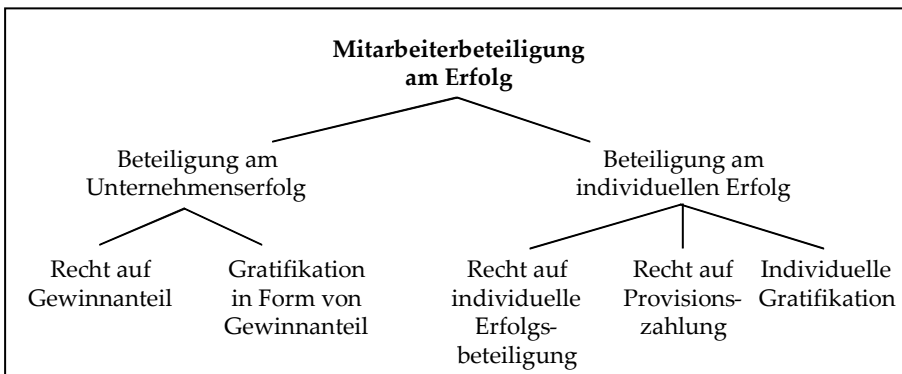 Mitarbeiterbeteiligung
am Erfolg
Beteiligung am
Unternehmenserfolg
Beteiligung am
individuellen Erfolg
Recht auf
Gewinnanteil
Gratifikation
in Form von
Gewinnanteil
Recht auf
individuelle
Erfolgs-
beteiligung
Recht auf
Provisions-
zahlung
Individuelle
Gratifikation